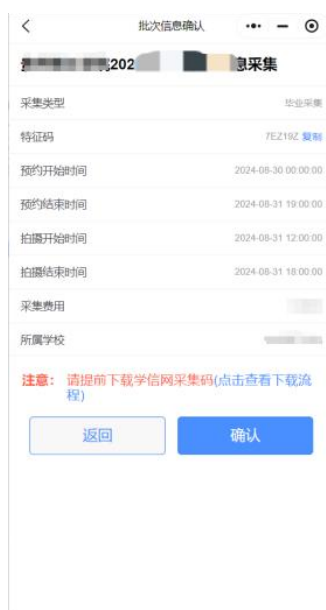 批次信息确认
202 息采集
采集类型 毕业采集
特征码 7EZ19Z 复制
预约开始时间 2024-08-30 00:00:00
预约结束时间 2024-08-31 19:00:00
拍摄开始时间 2024-08-31 12:00:00
拍摄结束时间 2024-08-31 18:00:00
采集费用
所属学校
注意: 请提前下载学信网采集码(点击查看下载流
程)
返回 确认